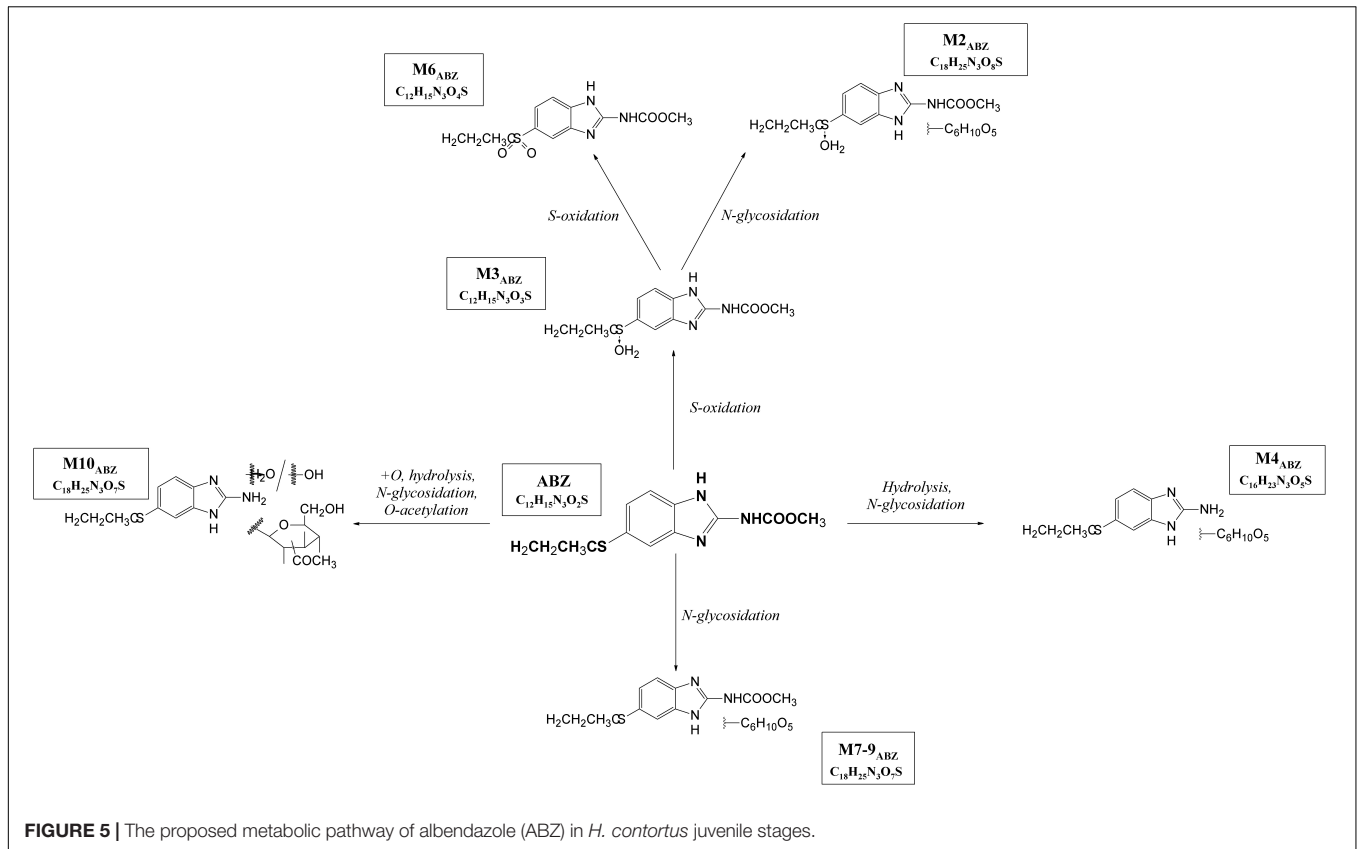 M2ABZ
C18H25N3O8S
M6ABZ
C12H15N3O4S
H
N
N
NHCOOCH3
H2CH2CH3CS
O O
N
N
H
NHCOOCH3
C6H10O5
H2CH2CH3CS
OH2
S-oxidation
N-glycosidation
M3ABZ
C12H15N3O3S
H
N
N
NHCOOCH3
H2CH2CH3CS
OH2
S-oxidation
M10ABZ
C18H25N3O7S
N
N
H
NH2
H2CH2CH3CS
H2O / OH
O
CH2OH
COCH3
+O, hydrolysis,
N-glycosidation,
O-acetylation
ABZ
C12H15N3O2S
H
N
N
NHCOOCH3
H2CH2CH3CS
Hydrolysis,
N-glycosidation
M4ABZ
C16H23N3O5S
N
N
H
NH2
C6H10O5
H2CH2CH3CS
N-glycosidation
N
N
H
NHCOOCH3
C6H10O5
H2CH2CH3CS
M7-9ABZ
C18H25N3O7S
FIGURE 5 | The proposed metabolic pathway of albendazole (ABZ) in H. contortus juvenile stages.